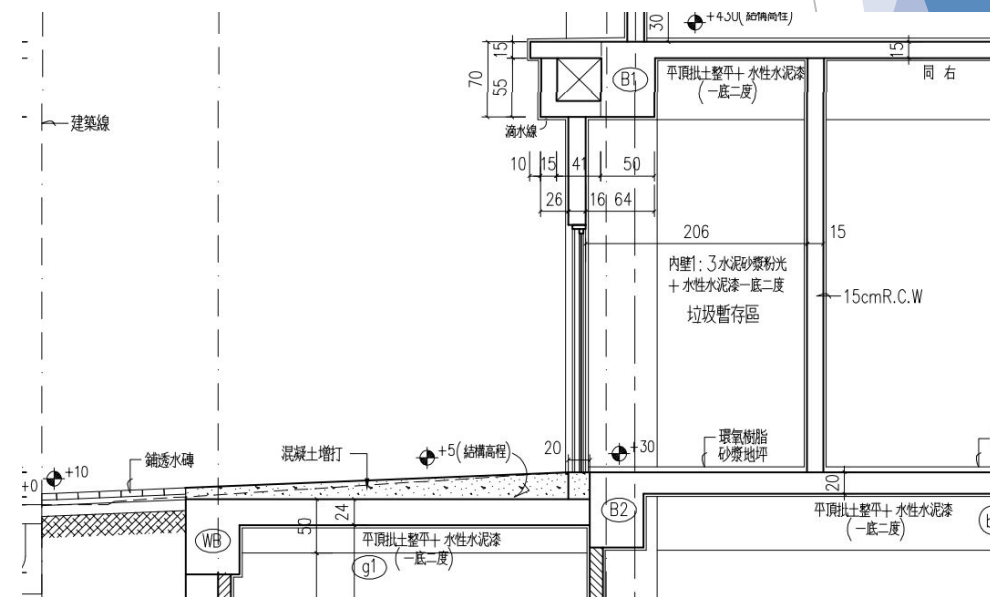 +430(結構高程)
30
15
70
55
15
B1
平頂批土整平+ 水性水泥漆
(一底二度)
同 右
建築線
滴水線
10
15
41
50
26
16
64
206
15
內壁1:3水泥砂漿粉光
+ 水性水泥漆一底二度
垃圾暫存區
15cmR.C.W
+10
鋪透水磚
混凝土增打
+5(結構高程)
20
+30
環氧樹脂
砂漿地坪
+0
20
50
24
WB
B2
平頂批土整平+ 水性水泥漆
(一底二度)
g1
平頂批土整平+ 水性水泥漆
(一底二度)